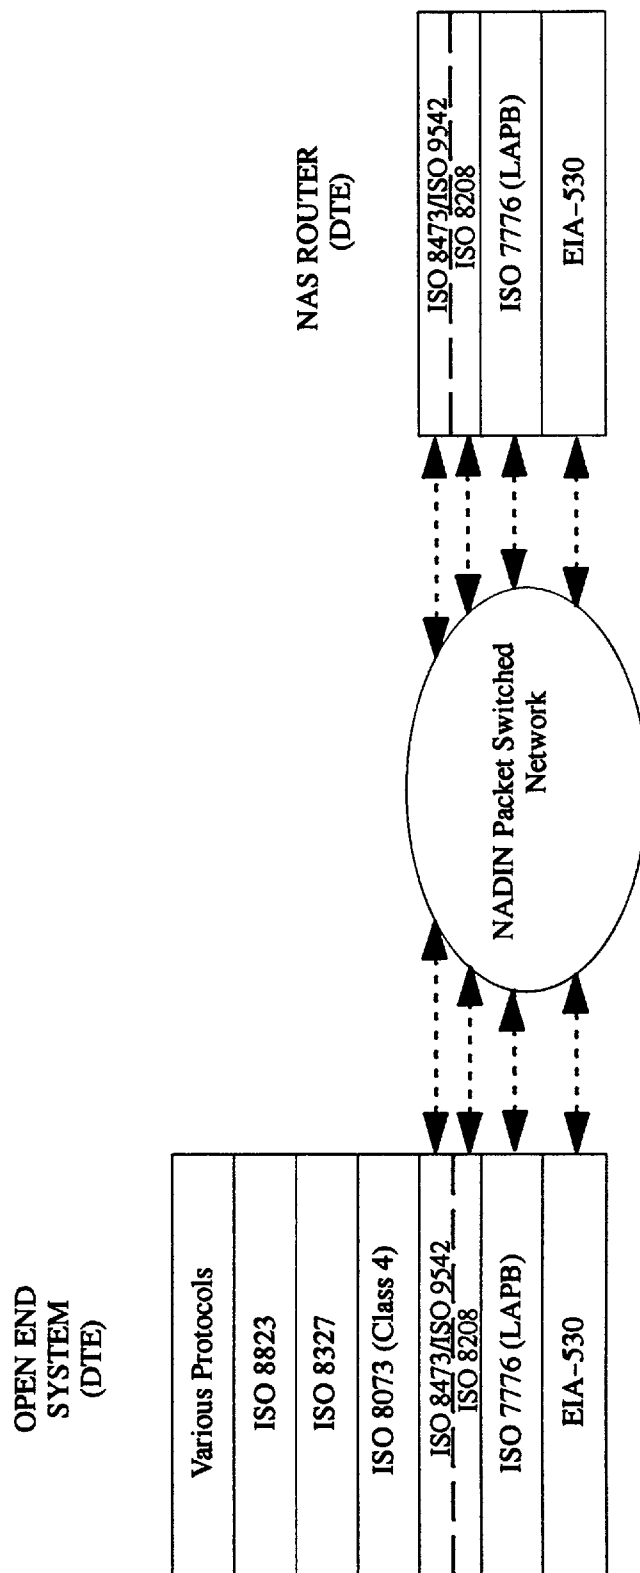 OPEN END
SYSTEM
(DTE)
Various Protocols
ISO 8823
ISO 8327
ISO 8073 (Class 4)
ISO 8473/ISO 9542
ISO 8208
ISO 7776 (LAPB)
EIA-530
NADIN Packet Switched
Network
NAS ROUTER
(DTE)
ISO 8473/ISO 9542
ISO 8208
ISO 7776 (LAPB)
EIA-530